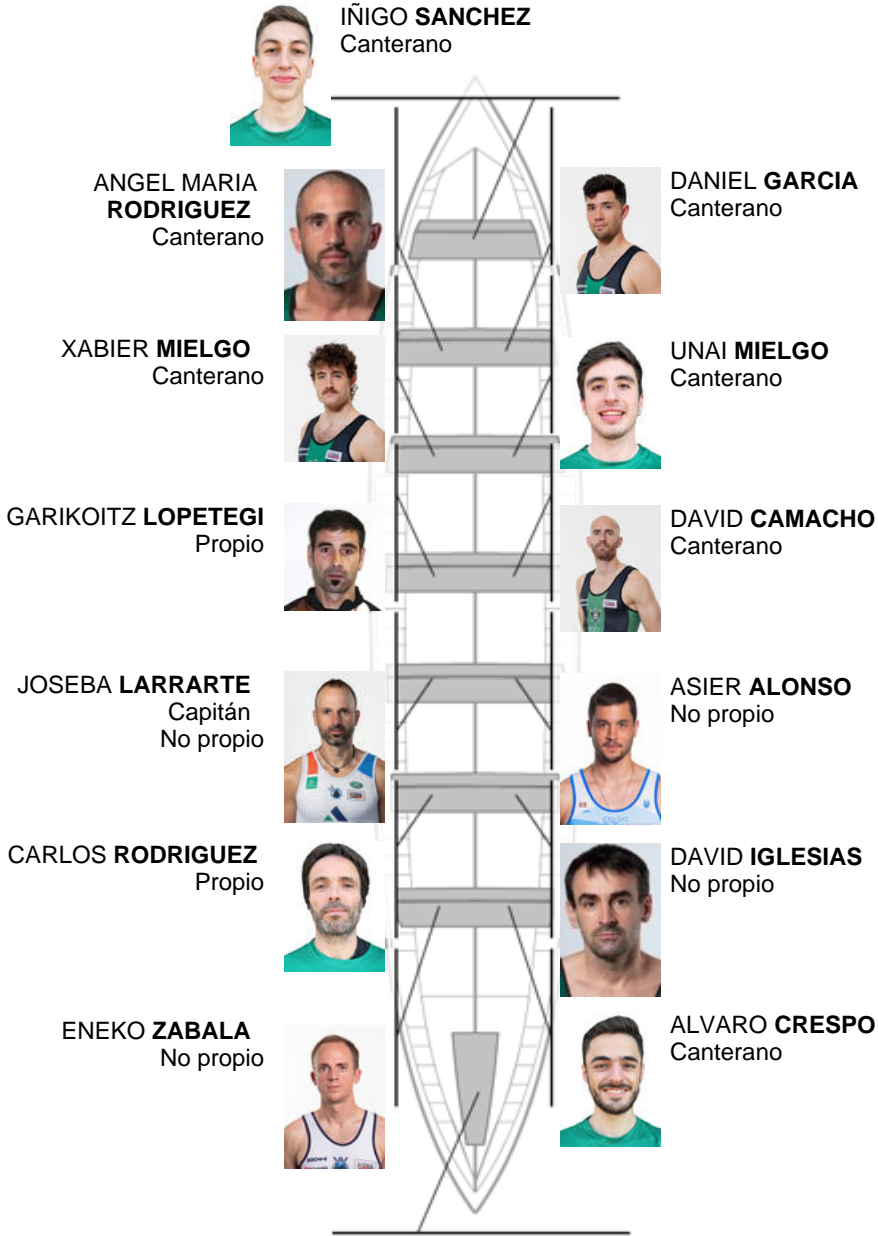 IÑIGO SANCHEZ
Canterano
ANGEL MARIA
RODRIGUEZ
Canterano
DANIEL GARCIA
Canterano
XABIER MIELGO
Canterano
UNAI MIELGO
Canterano
GARIKOITZ LOPETEGI
Propio
DAVID CAMACHO
Canterano
JOSEBA LARRARTE
Capitán
No propio
ASIER ALONSO
No propio
CARLOS RODRIGUEZ
Propio
DAVID IGLESIAS
No propio
ENEKO ZABALA
No propio
ALVARO CRESPO
Canterano